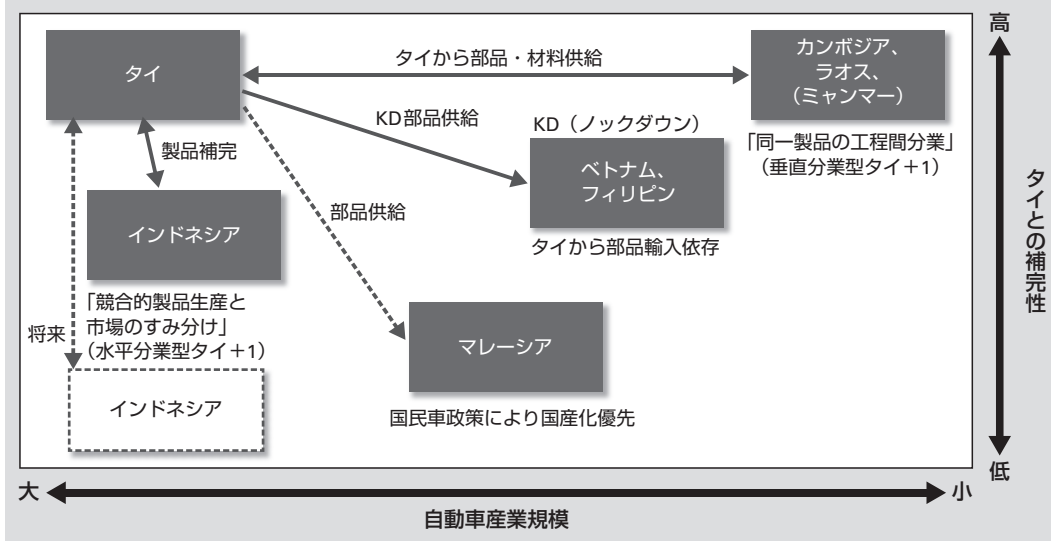 高
タイ
タイから部品・材料供給
カンボジア、
ラオス、
(ミャンマー)
「同一製品の工程間分業」
(垂直分業型タイ+1)
KD部品供給
KD(ノックダウン)
ベトナム、
フィリピン
タイから部品輸入依存
製品補完
インドネシア
「競合的製品生産と
市場のすみ分け」
(水平分業型タイ+1)
部品供給
マレーシア
国民車政策により国産化優先
将来
インドネシア
タイとの補完性
低
大
小
自動車産業規模